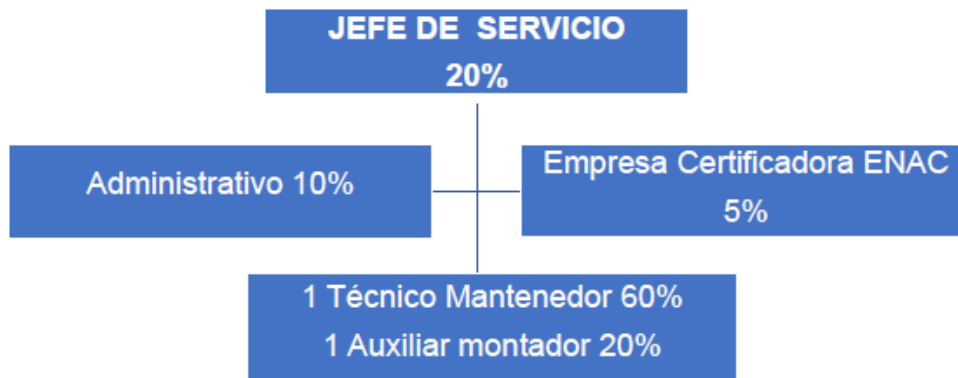 JEFE DE SERVICIO
20%
Administrativo 10%
Empresa Certificadora ENAC
5%
1 Técnico Mantenedor 60%
1 Auxiliar montador 20%